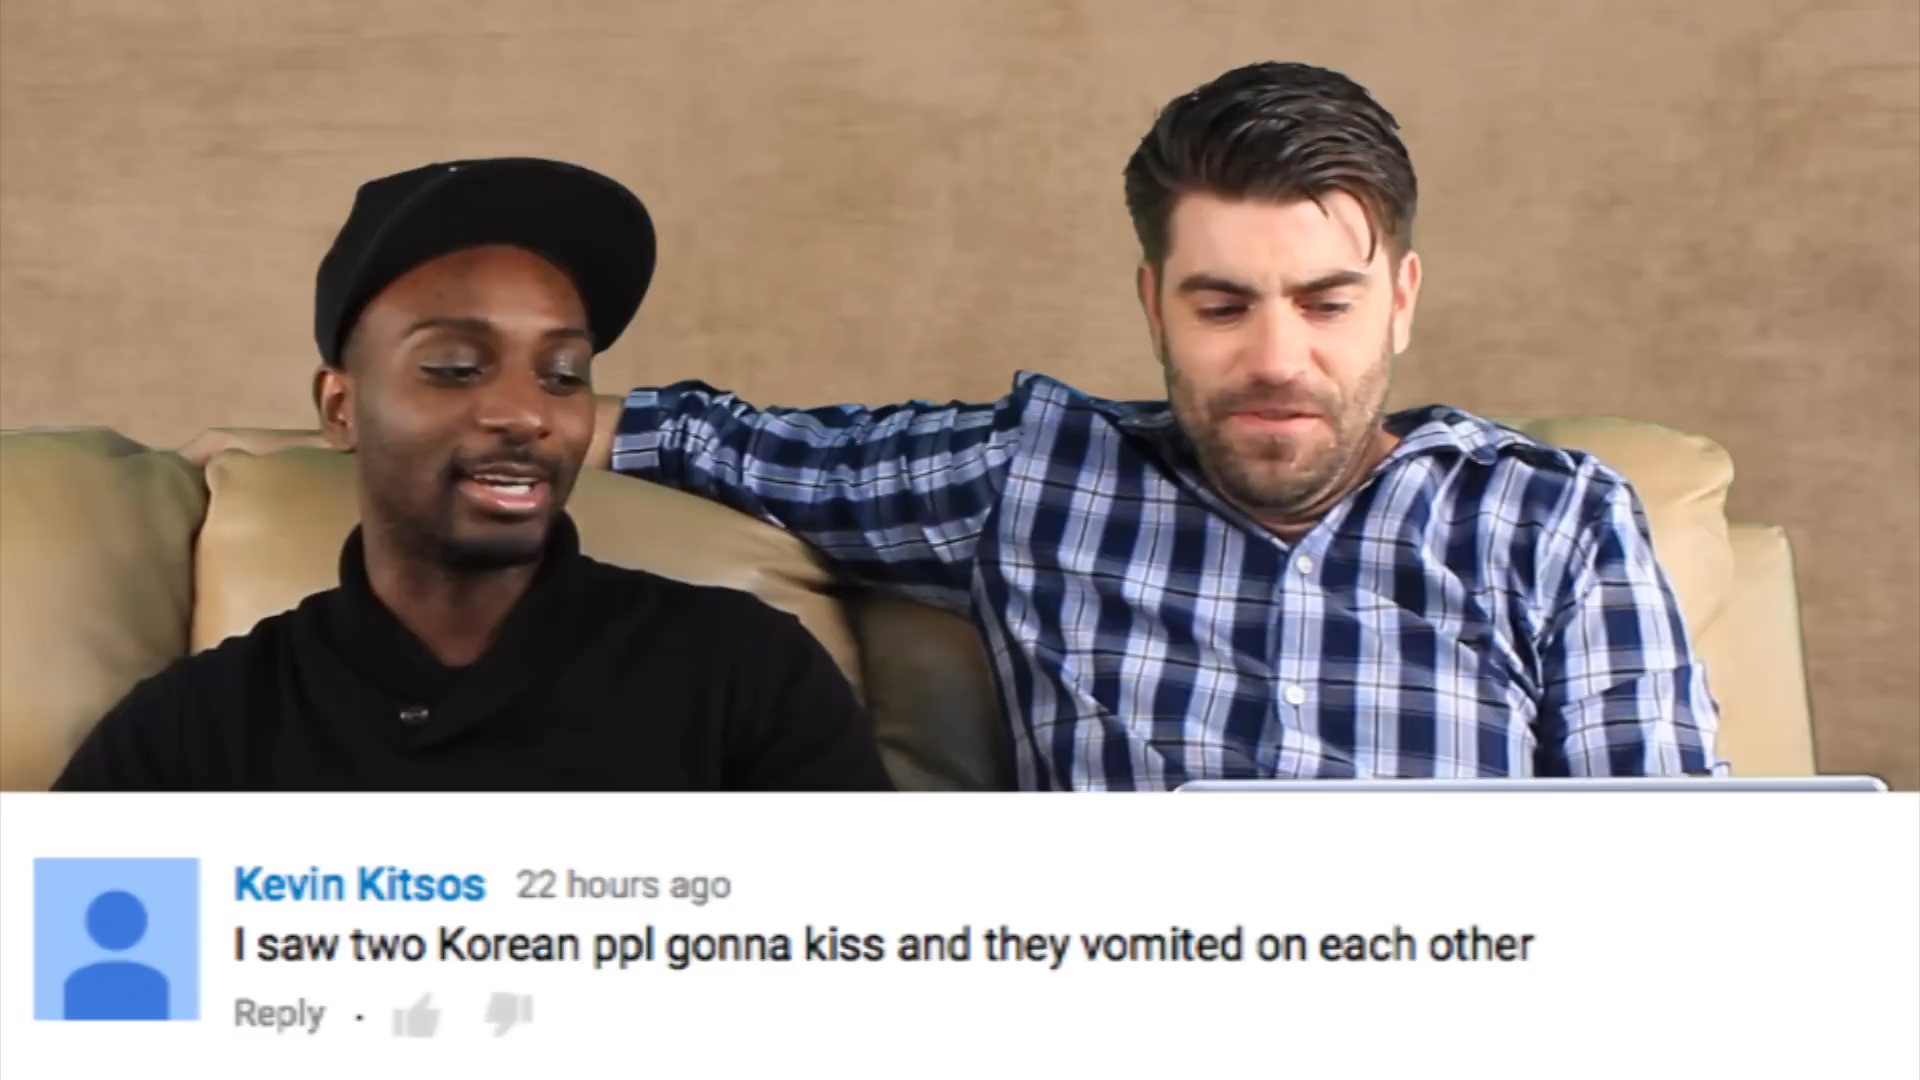 Kevin Kitsos 22 hours ago
I saw two Korean ppl gonna kiss and they vomited on each other
Reply ·